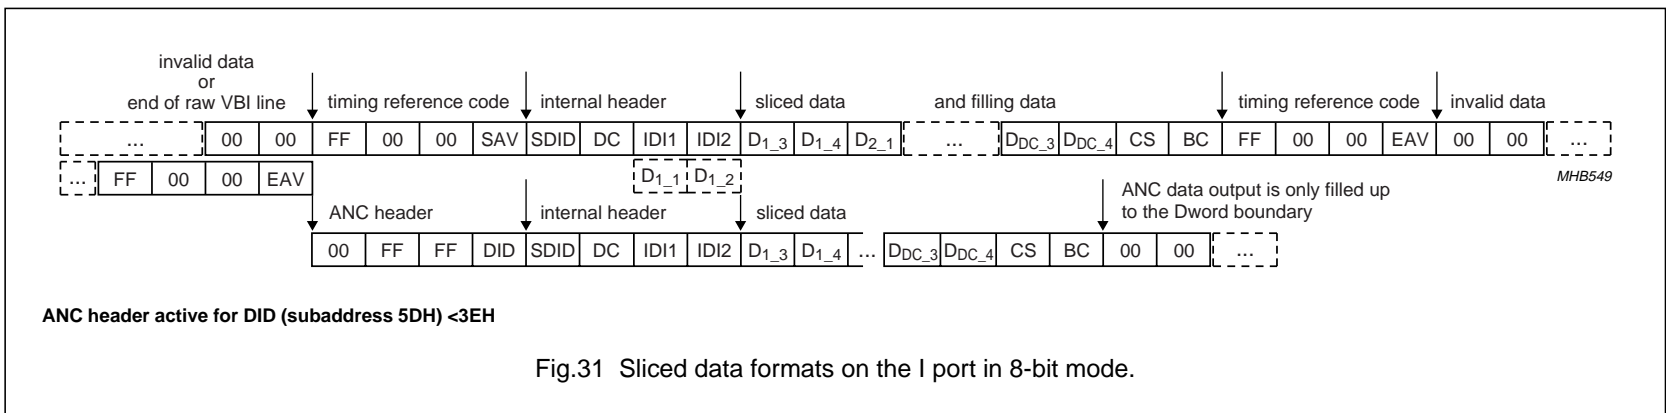 invalid data
or
end of raw VBI line
timing reference code internal header sliced data and filling data timing reference code invalid data
... 00 00 FF 00 00 SAV SDID DC IDI1 IDI2 D1_3 D1_4 D2_1 ... DDC_3 DDC_4 CS BC FF 00 00 EAV 00 00 ...
... FF 00 00 EAV D1_1 D1_2 MHB549
ANC header internal header sliced data
ANC data output is only filled up
to the Dword boundary
00 FF FF DID SDID DC IDI1 IDI2 D1_3 D1_4 ... DDC_3 DDC_4 CS BC 00 00 ...
ANC header active for DID (subaddress 5DH) <3EH
Fig.31 Sliced data formats on the I port in 8-bit mode.